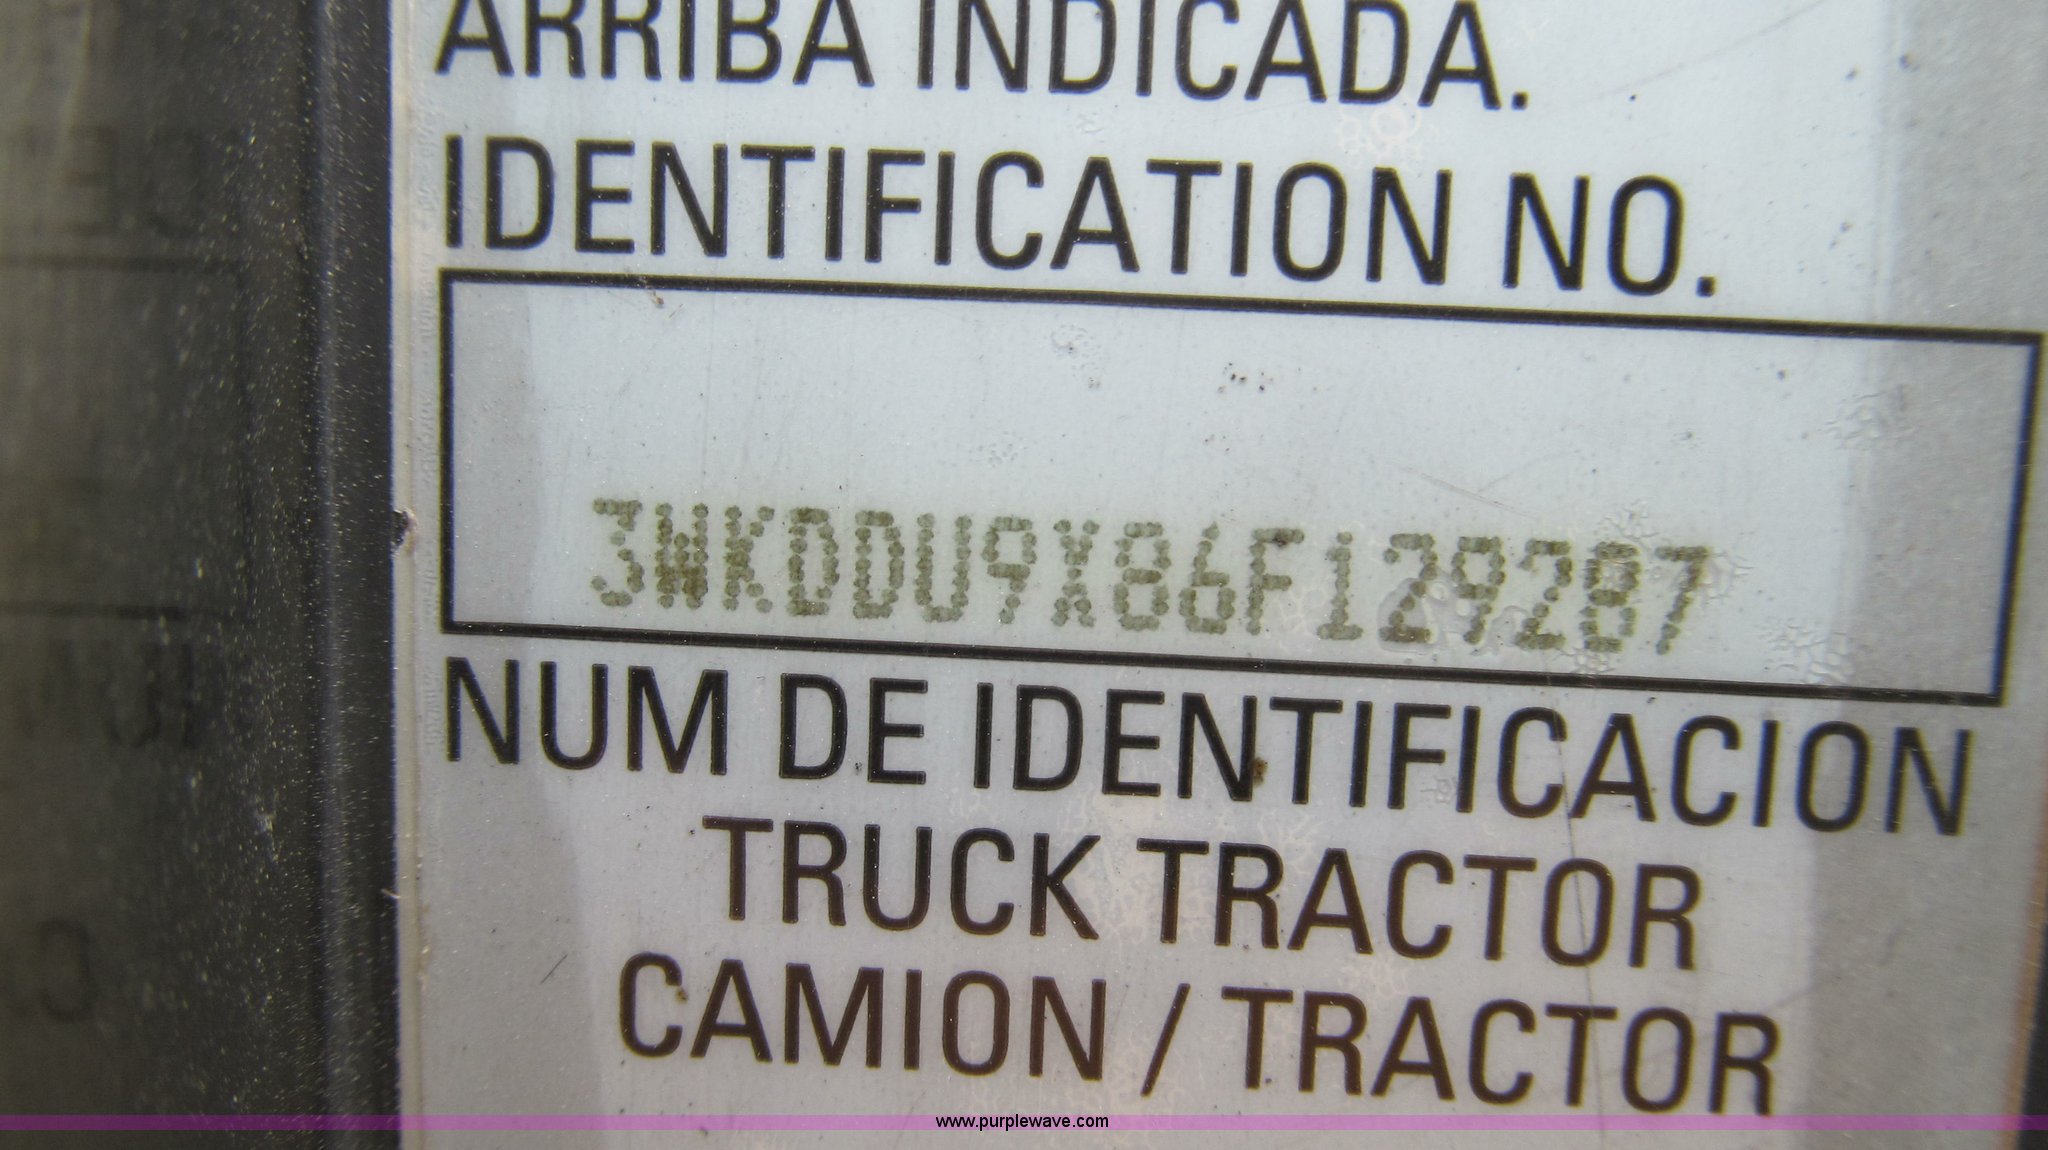 ARRIBA INDICADA.
IDENTIFICATION NO.
3WKDDU9X86F129287
NUM DE IDENTIFICACION
TRUCK TRACTOR
CAMION / TRACTOR
www.purplewave.com